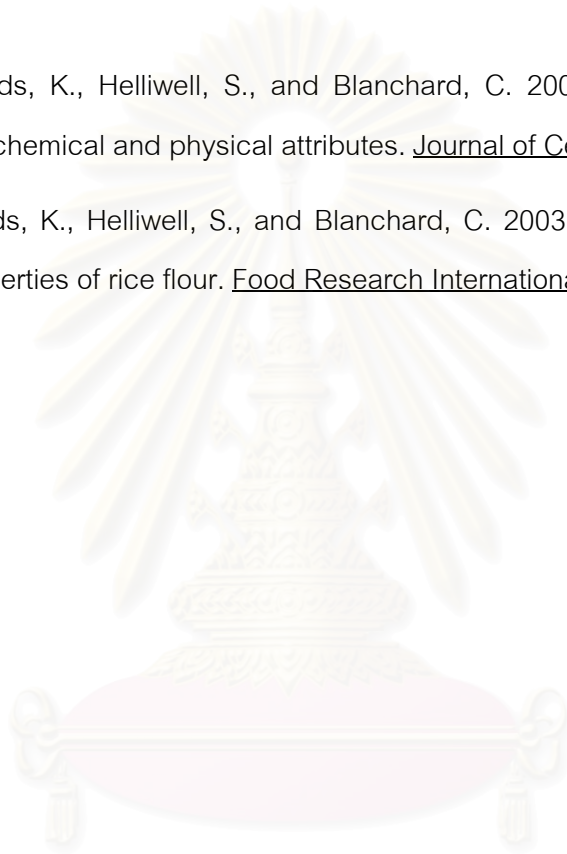 ds, K., Helliwell, S., and Blanchard, C. 200
chemical and physical attributes. Journal of C
ds, K., Helliwell, S., and Blanchard, C. 2003
erties of rice flour. Food Research Internationa